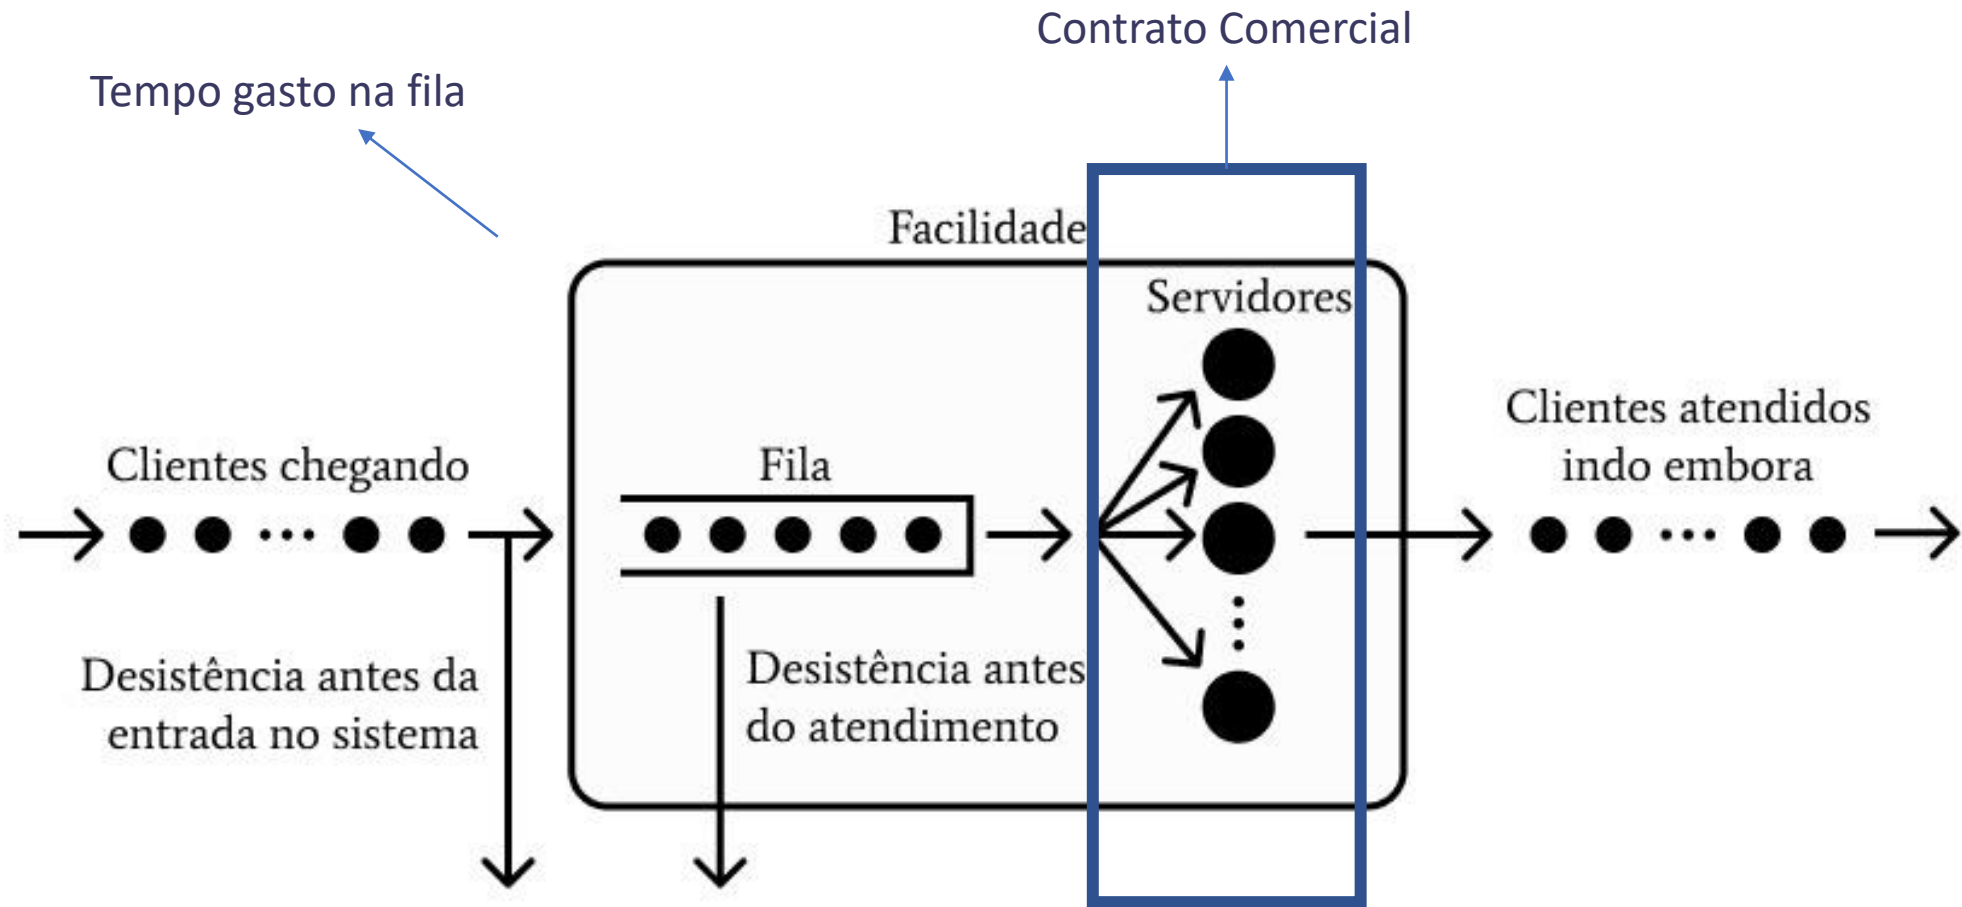 Contrato Comercial
Tempo gasto na fila
Facilidade
Servidores
Clientes chegando
Fila
Clientes atendidos
indo embora
Desistência antes da
entrada no sistema
Desistência antes
do atendimento